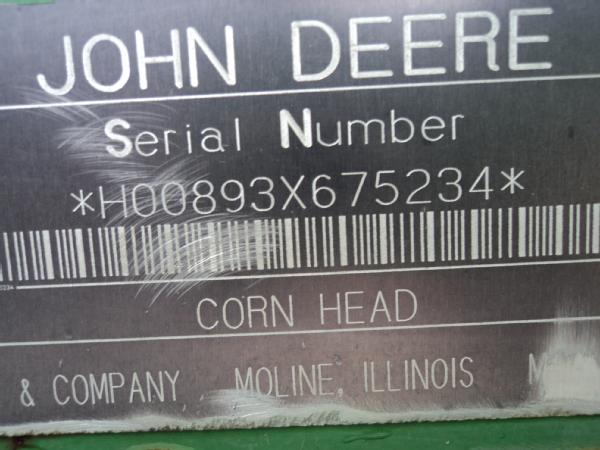 JOHN DEERE
Serial Number
*H00893X675234*
CORN HEAD
& COMPANY MOLINE, ILLINOIS